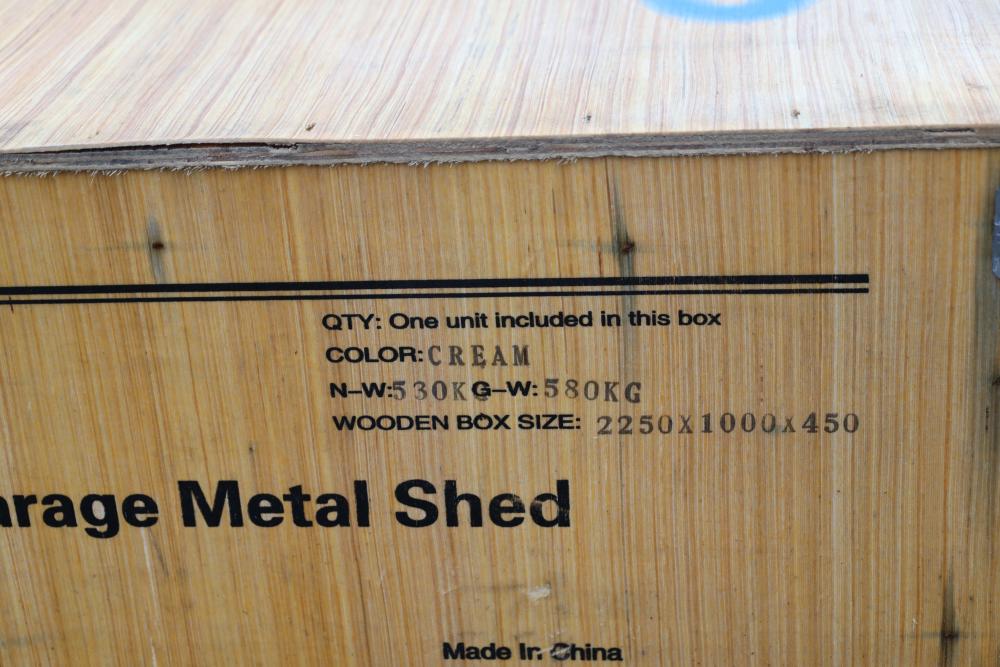 QTY: One unit included in this box
COLOR: CREAM
N-W: 530KG G-W: 580KG
WOODEN BOX SIZE: 2250X1000X450
arage Metal Shed
Made In China